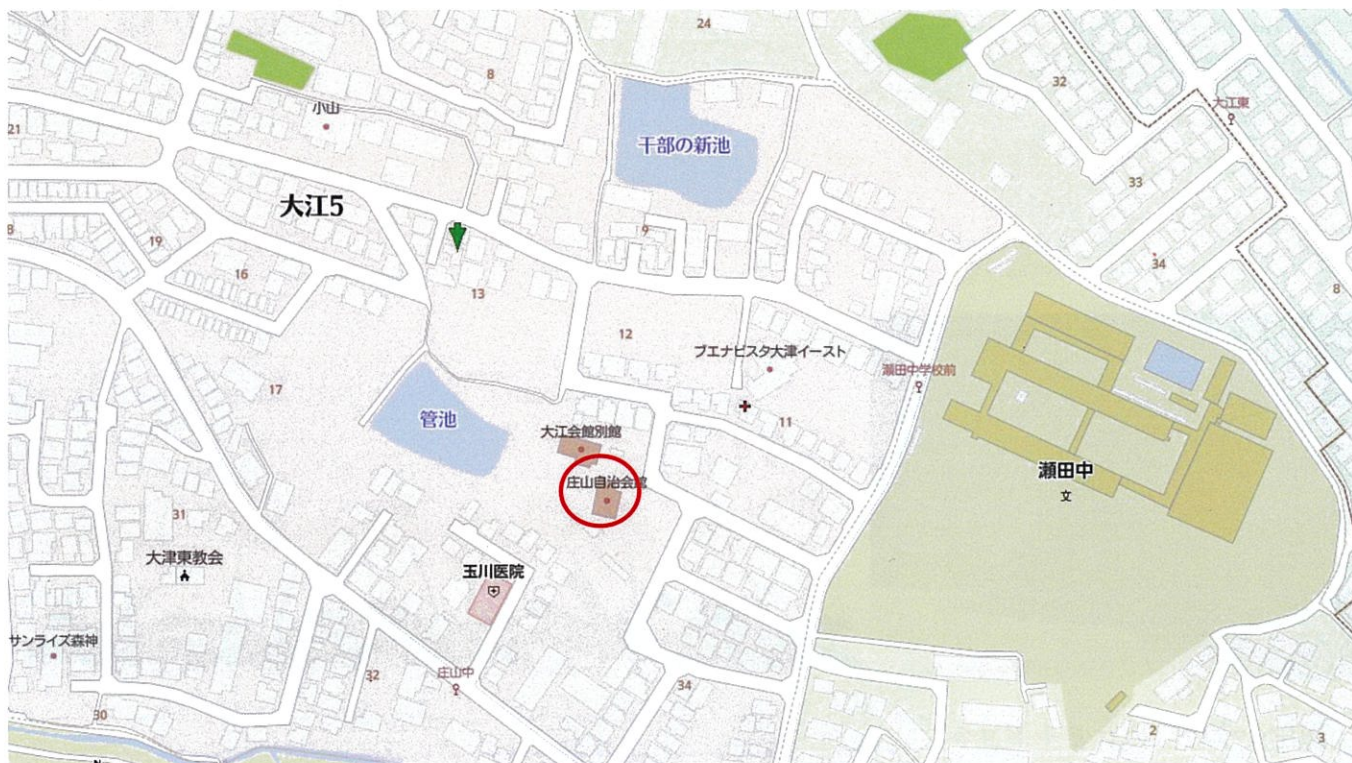 24
8
32
小山
大江東
21
干部の新池
33
大江5
8
19
9
34
16
13
8
12
ブエナビスタ大津イースト
瀬田中学校前
17
管池
11
大江会館別館
瀬田中
文
庄山自治会館
31
大津東教会
玉川医院
サンライズ森神
32
庄山中
34
30
2
3